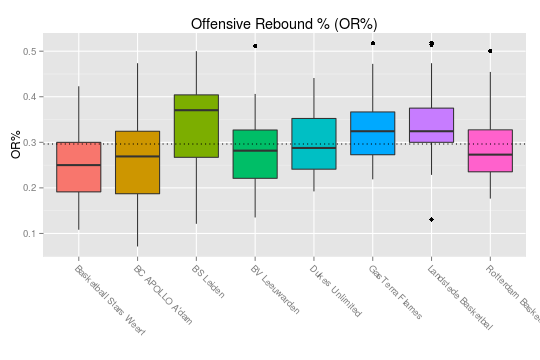 Offensive Rebound % (OR%)
OR%
0.5
0.4
0.3
0.2
0.1
Basketball Stars Weert
BC APOLLO A'dam
BS Leiden
BV Leeuwarden
Dukes Unlimited
GasTerra Flames
Landstede Basketbal
Rotterdam Baske